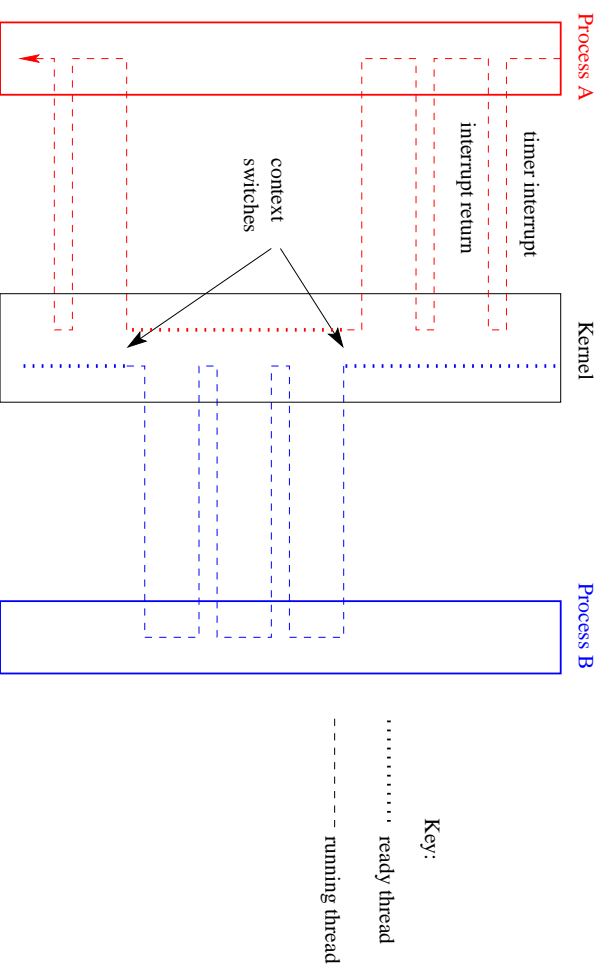 Process A
Kernel
Process B
timer interrupt
interrupt return
context
switches
Key:
ready thread
running thread